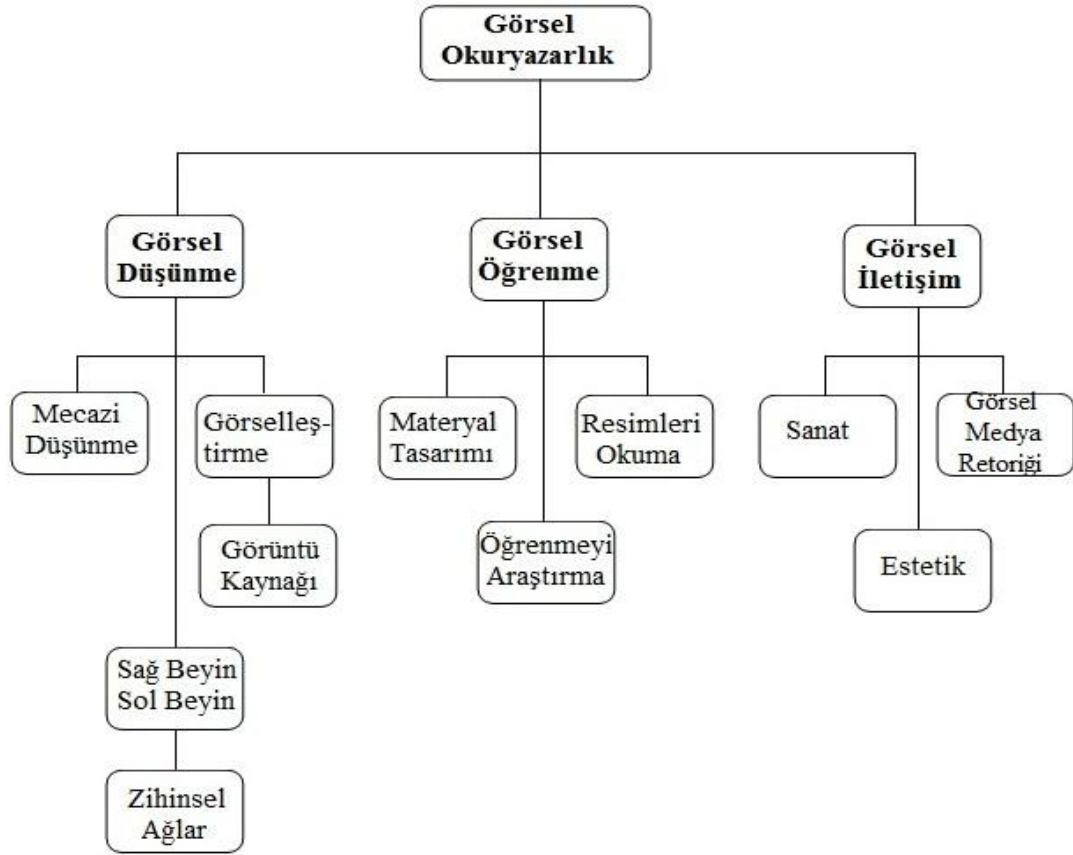 Görsel
Okuryazarlık
Görsel
Düşünme
Görsel
Öğrenme
Görsel
İletişim
Mecazi
Düşünme
Görselleş-
tirme
Materyal
Tasarımı
Resimleri
Okuma
Sanat
Görsel
Medya
Retoriği
Görüntü
Kaynağı
Öğrenmeyi
Araştırma
Estetik
Sağ Beyin
Sol Beyin
Zihinsel
Ağlar